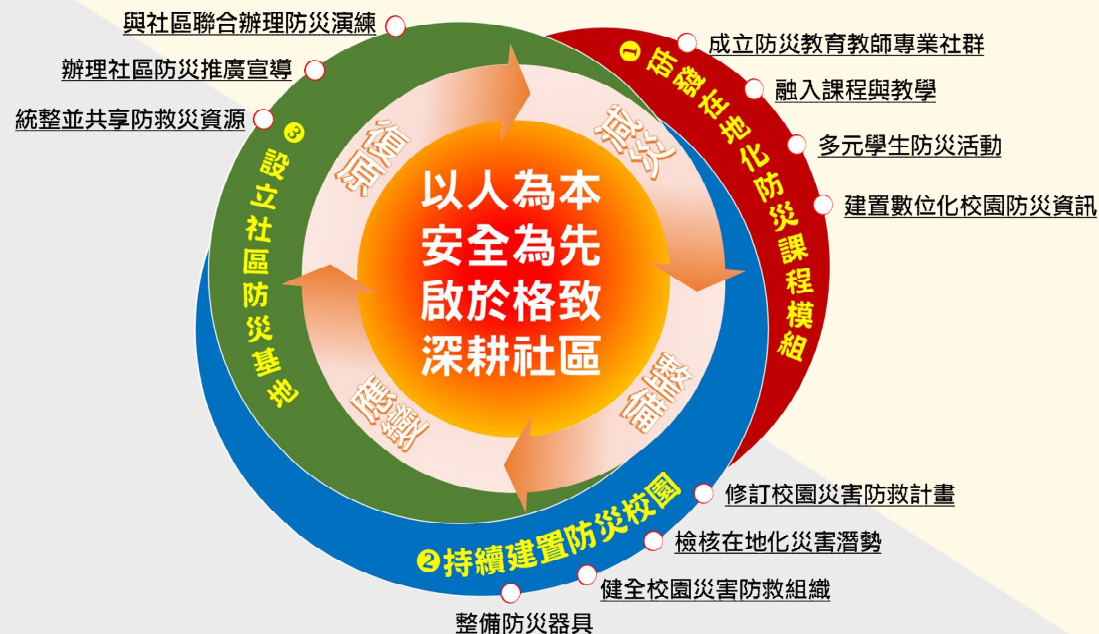 以人為本
安全為先
啟於格致
深耕社區
減災
整備
應變
復原
❶研發在地化防災課程模組
成立防災教育教師專業社群
融入課程與教學
多元學生防災活動
建置數位化校園防災資訊
❷持續建置防災校園
修訂校園災害防救計畫
檢核在地化災害潛勢
健全校園災害防救組織
整備防災器具
❸設立社區防災基地
統整並共享防救災資源
辦理社區防災推廣宣導
與社區聯合辦理防災演練